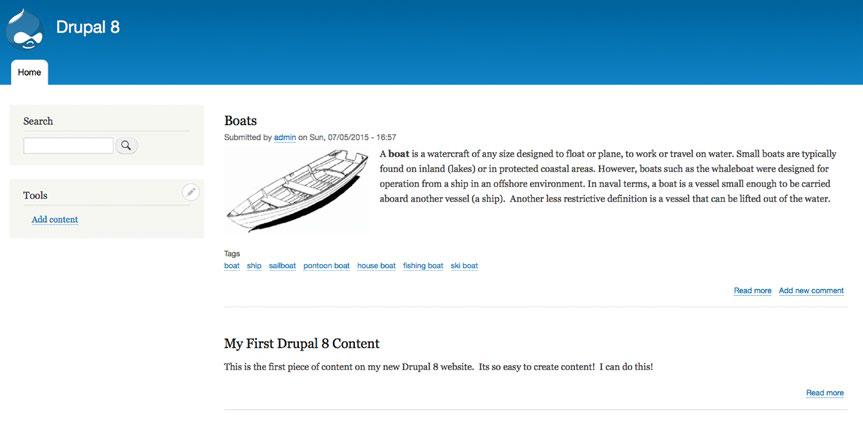 Drupal 8
Home
Search
Tools
Add content
Boats
Submitted by admin on Sun, 07/05/2015 - 16:57
A boat is a watercraft of any size designed to float or plane, to work or travel on water. Small boats are typically
found on inland (lakes) or in protected coastal areas. However, boats such as the whaleboat were designed for
operation from a ship in an offshore environment. In naval terms, a boat is a vessel small enough to be carried
aboard another vessel (a ship).  Another less restrictive definition is a vessel that can be lifted out of the water.
Tags
boat ship sailboat pontoon boat house boat fishing boat ski boat
Read more Add new comment
My First Drupal 8 Content
This is the first piece of content on my new Drupal 8 website.  Its so easy to create content!  I can do this!
Read more